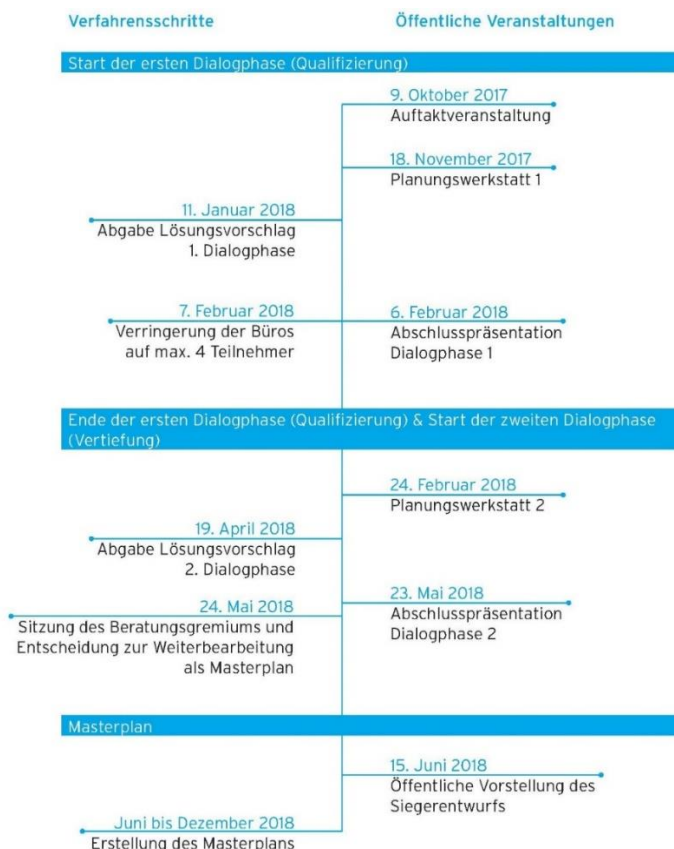 Verfahrensschritte
Öffentliche Veranstaltungen
Start der ersten Dialogphase (Qualifizierung)
9. Oktober 2017
Auftaktveranstaltung
18. November 2017
Planungswerkstatt 1
11. Januar 2018
Abgabe Lösungsvorschlag
1. Dialogphase
7. Februar 2018
Verringerung der Büros
auf max. 4 Teilnehmer
6. Februar 2018
Abschlusspräsentation
Dialogphase 1
Ende der ersten Dialogphase (Qualifizierung) & Start der zweiten Dialogphase
(Vertiefung)
24. Februar 2018
Planungswerkstatt 2
19. April 2018
Abgabe Lösungsvorschlag
2. Dialogphase
23. Mai 2018
Abschlusspräsentation
Dialogphase 2
24. Mai 2018
Sitzung des Beratungsgremiums und
Entscheidung zur Weiterbearbeitung
als Masterplan
Masterplan
15. Juni 2018
Öffentliche Vorstellung des
Siegerentwurfs
Juni bis Dezember 2018
Erstellung des Masterplans